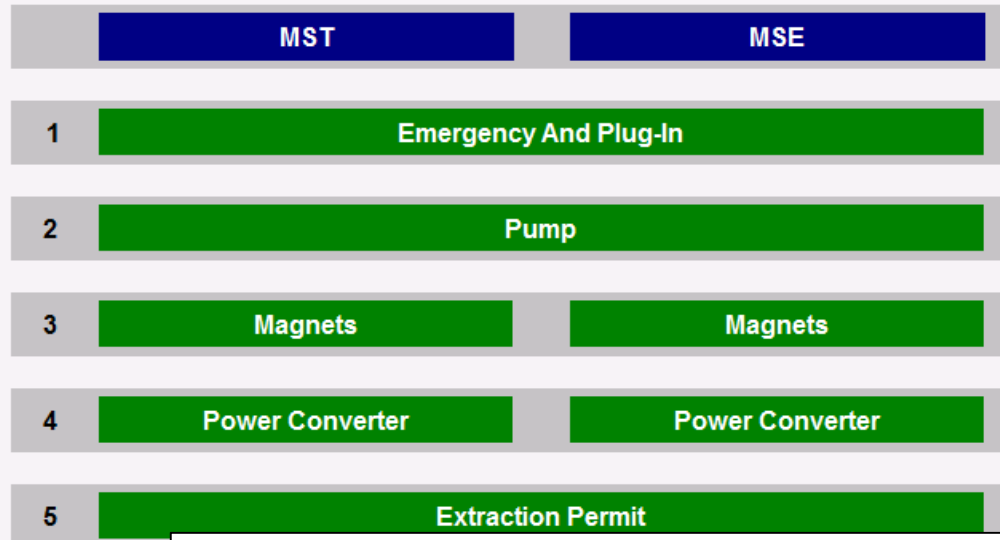 MST MSE
1 Emergency And Plug-In
2 Pump
3 Magnets Magnets
4 Power Converter Power Converter
5 Extraction Permit